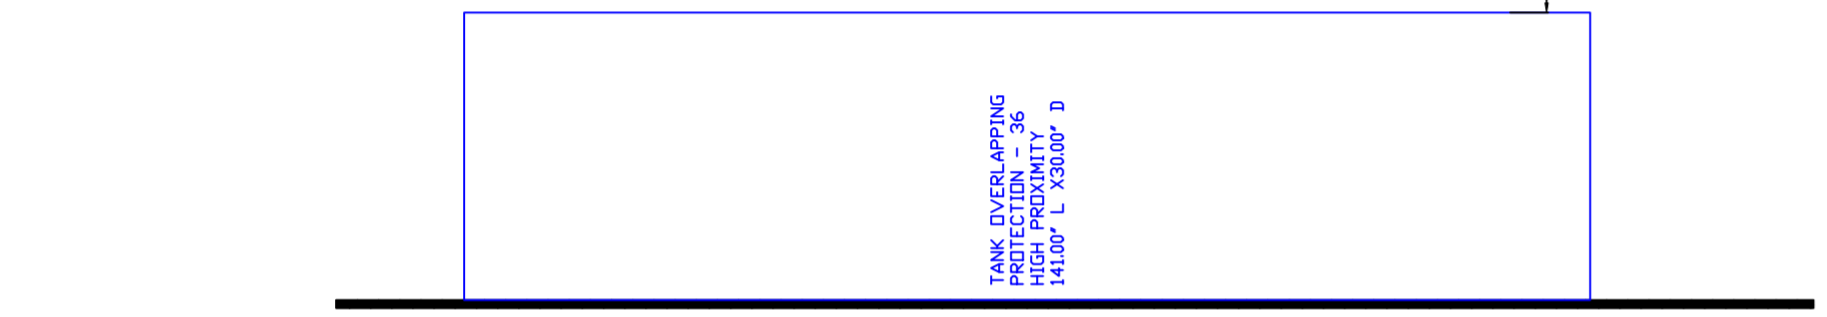 TANK OVERLAPPING
PROTECTION - 36
HIGH PROXIMITY
141.00" L X30.00" D